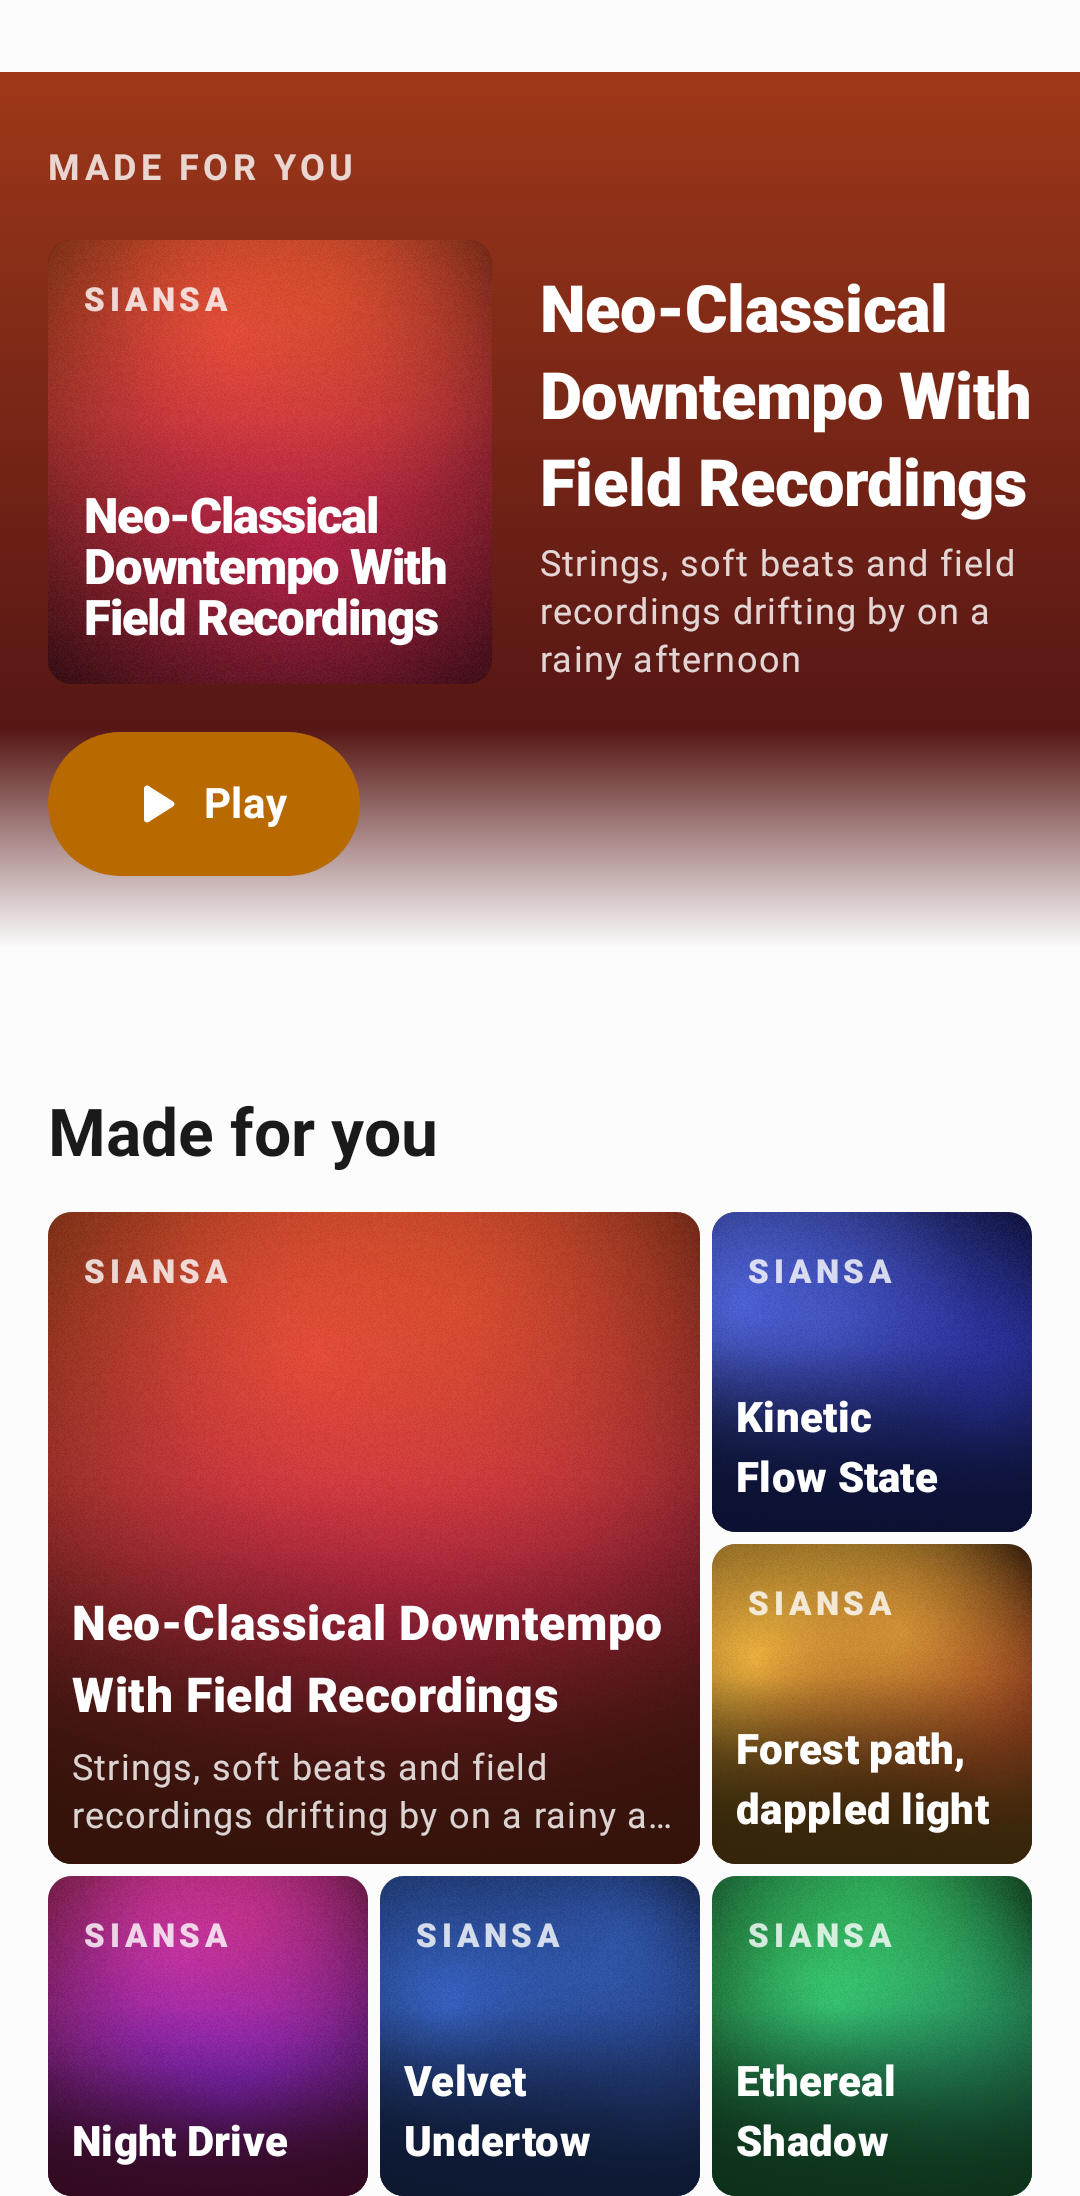 MADE FOR YOU
SIANSA
Neo-Classical
Downtempo With
Field Recordings
Neo-Classical
Downtempo With
Field Recordings
Strings, soft beats and field
recordings drifting by on a
rainy afternoon
Play
Made for you
SIANSA
Neo-Classical Downtempo
With Field Recordings
Strings, soft beats and field
recordings drifting by on a rainy a…
SIANSA
Kinetic
Flow State
SIANSA
Forest path,
dappled light
SIANSA
Night Drive
SIANSA
Velvet
Undertow
SIANSA
Ethereal
Shadow